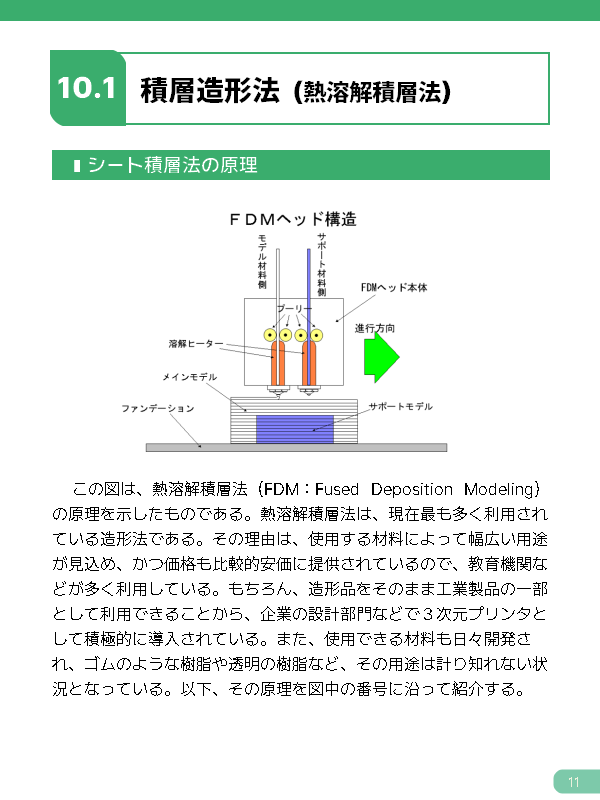 10.1
積層造形法（熱溶解積層法）
シート積層法の原理
ＦＤＭヘッド構造
モデル材料側
サポート材料側
FDMヘッド本体
プーリー
進行方向
溶解ヒーター
メインモデル
ファンデーション
サポートモデル
この図は、熱溶解積層法（FDM：Fused Deposition Modeling）
の原理を示したものである。熱溶解積層法は、現在最も多く利用され
ている造形法である。その理由は、使用する材料によって幅広い用途
が見込め、かつ価格も比較的安価に提供されているので、教育機関な
どが多く利用している。もちろん、造形品をそのまま工業製品の一部
として利用できることから、企業の設計部門などで３次元プリンタと
して積極的に導入されている。また、使用できる材料も日々開発さ
れ、ゴムのような樹脂や透明の樹脂など、その用途は計り知れない状
況となっている。以下、その原理を図中の番号に沿って紹介する。
11